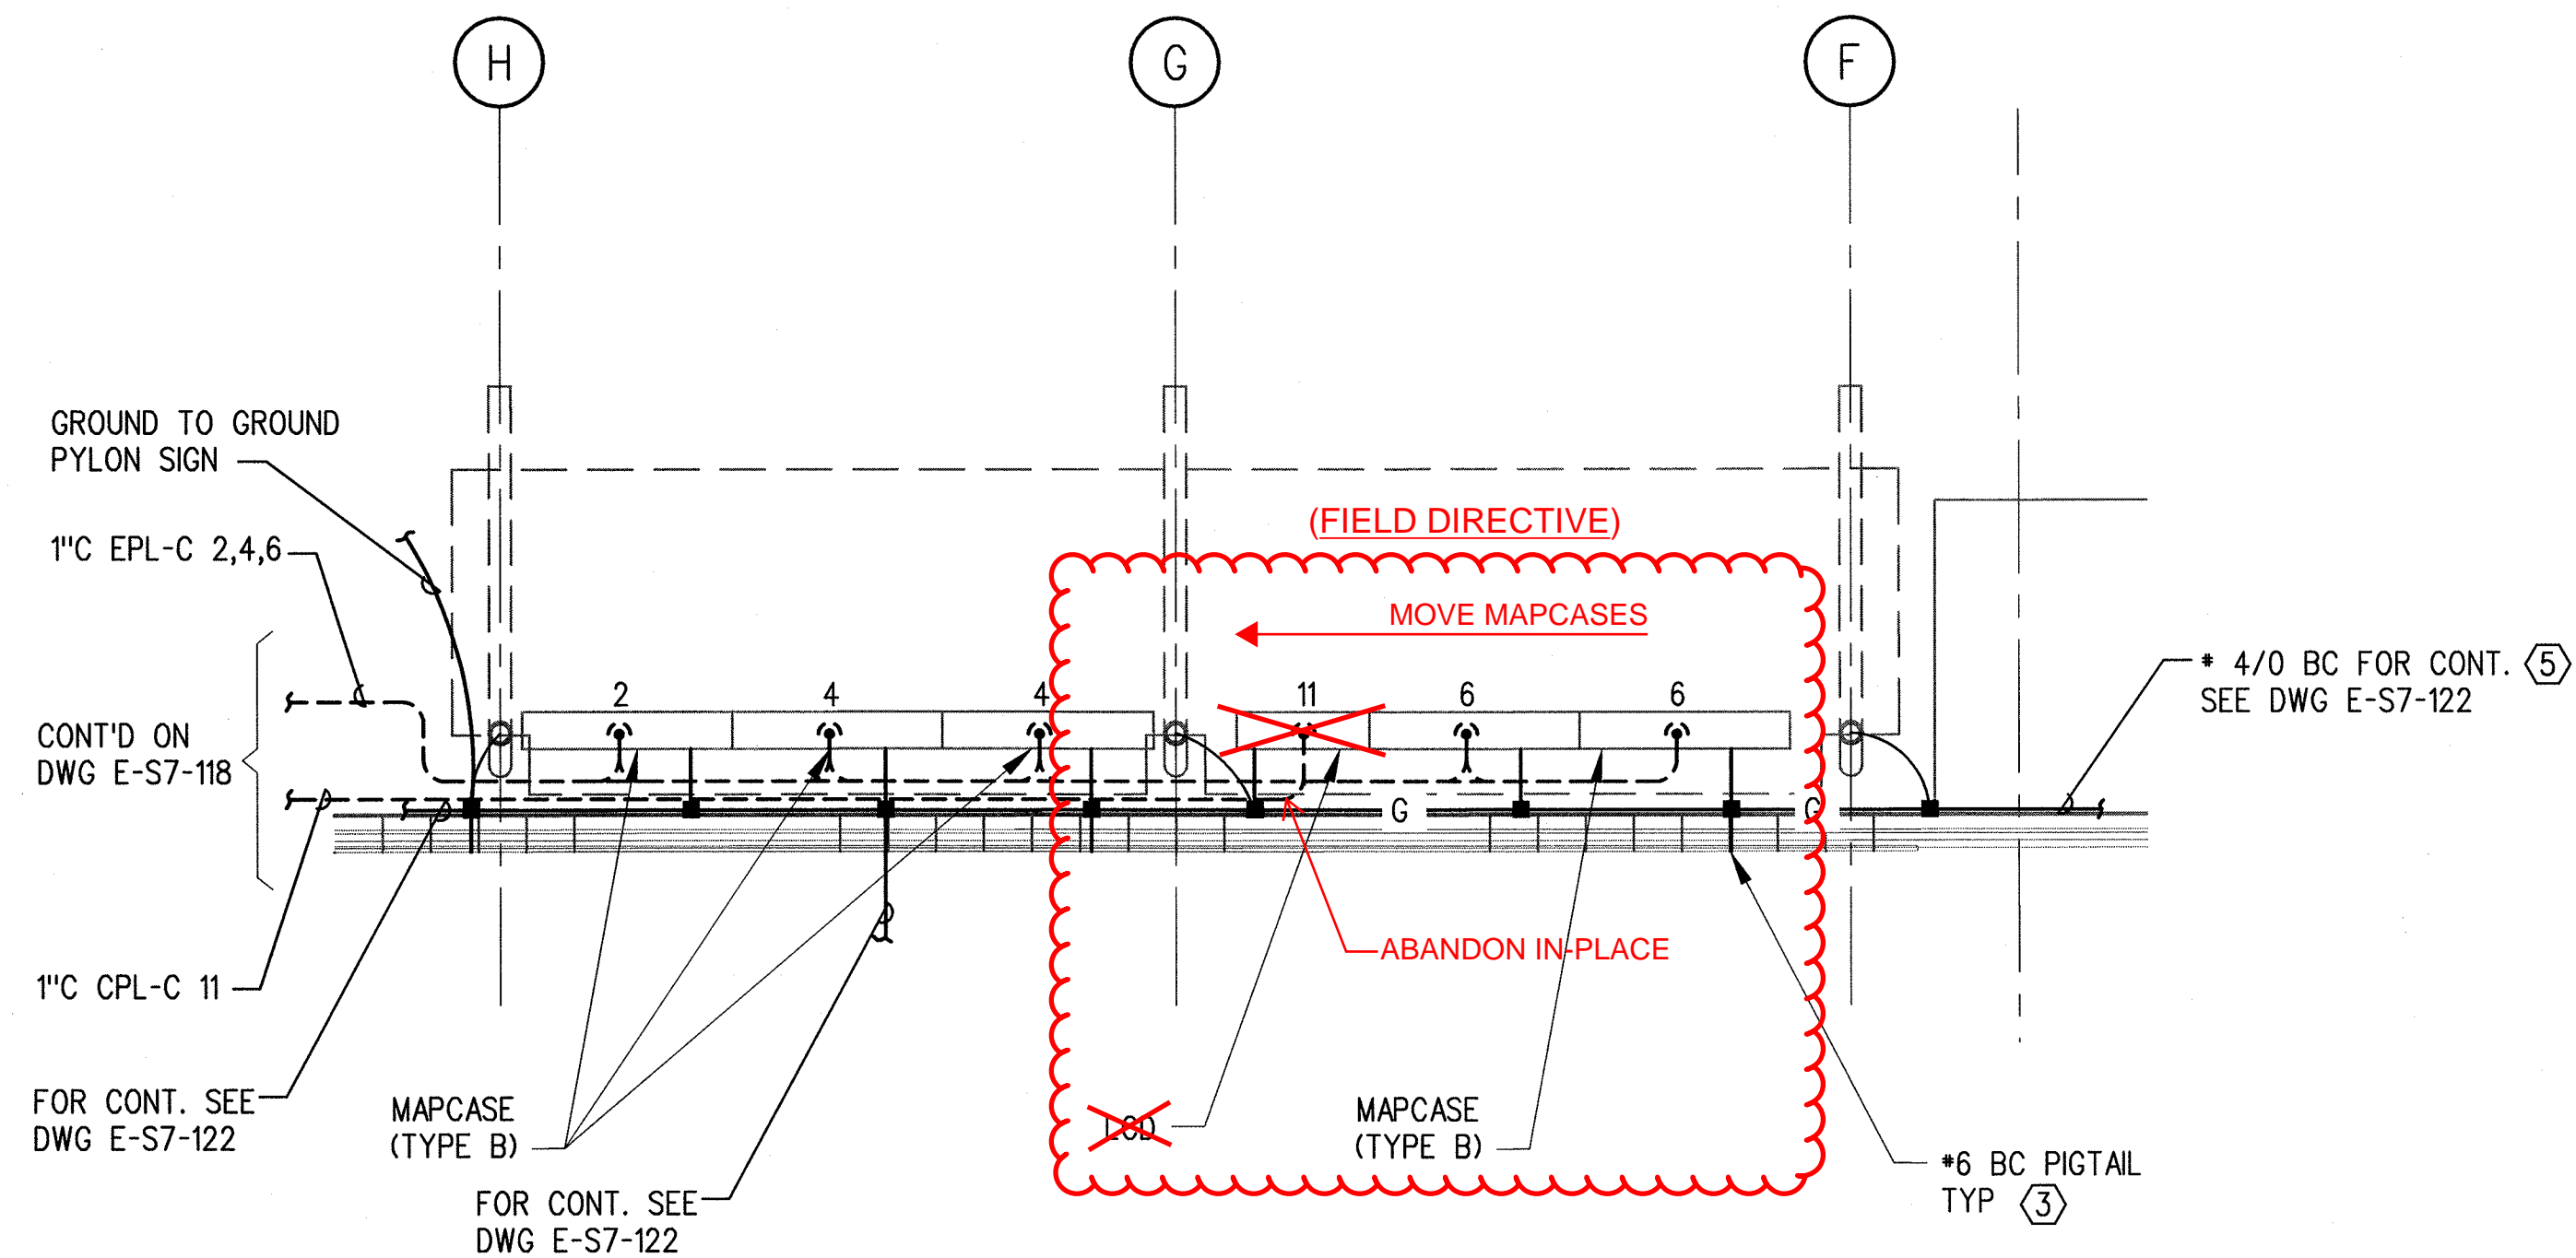 H
G
F
GROUND TO GROUND
PYLON SIGN
1"C EPL-C 2,4,6
(FIELD DIRECTIVE)
MOVE MAPCASES
* 4/0 BC FOR CONT. 5
SEE DWG E-S7-122
2
4
4
11
6
6
CONT'D ON
DWG E-S7-118
G
G
ABANDON IN-PLACE
1"C CPL-C 11
FOR CONT. SEE
DWG E-S7-122
MAPCASE
(TYPE B)
LCD
MAPCASE
(TYPE B)
*6 BC PIGTAIL
TYP 3
FOR CONT. SEE
DWG E-S7-122